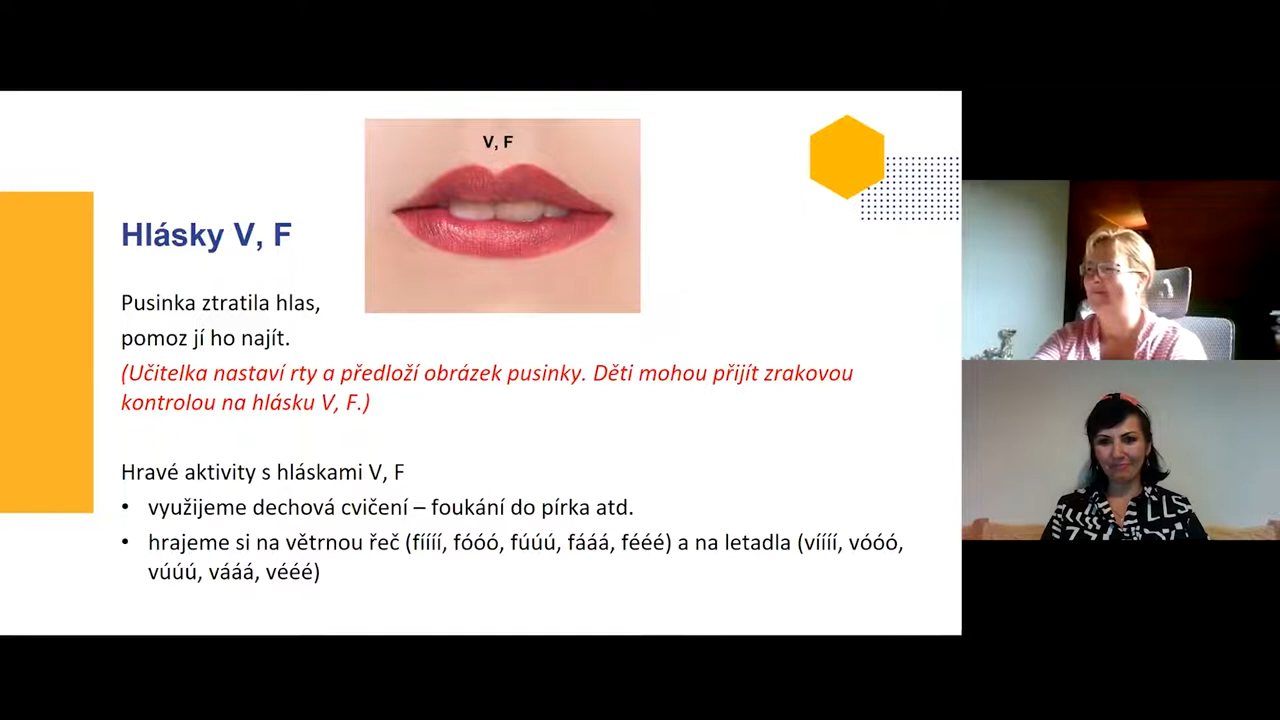 V, F
Hlásky V, F
Pusinka ztratila hlas,
pomoz jí ho najít.
(Učitelka nastaví rty a předloží obrázek pusinky. Děti mohou přijít zrakovou
kontrolou na hlásku V, F.)
Hravé aktivity s hláskami V, F
• využijeme dechová cvičení – foukání do pírka atd.
• hrajeme si na větrnou řeč (fíííí, fóóó, fúúú, fááá, fééé) a na letadla (víííí, vóóó,
vúúú, vááá, vééé)